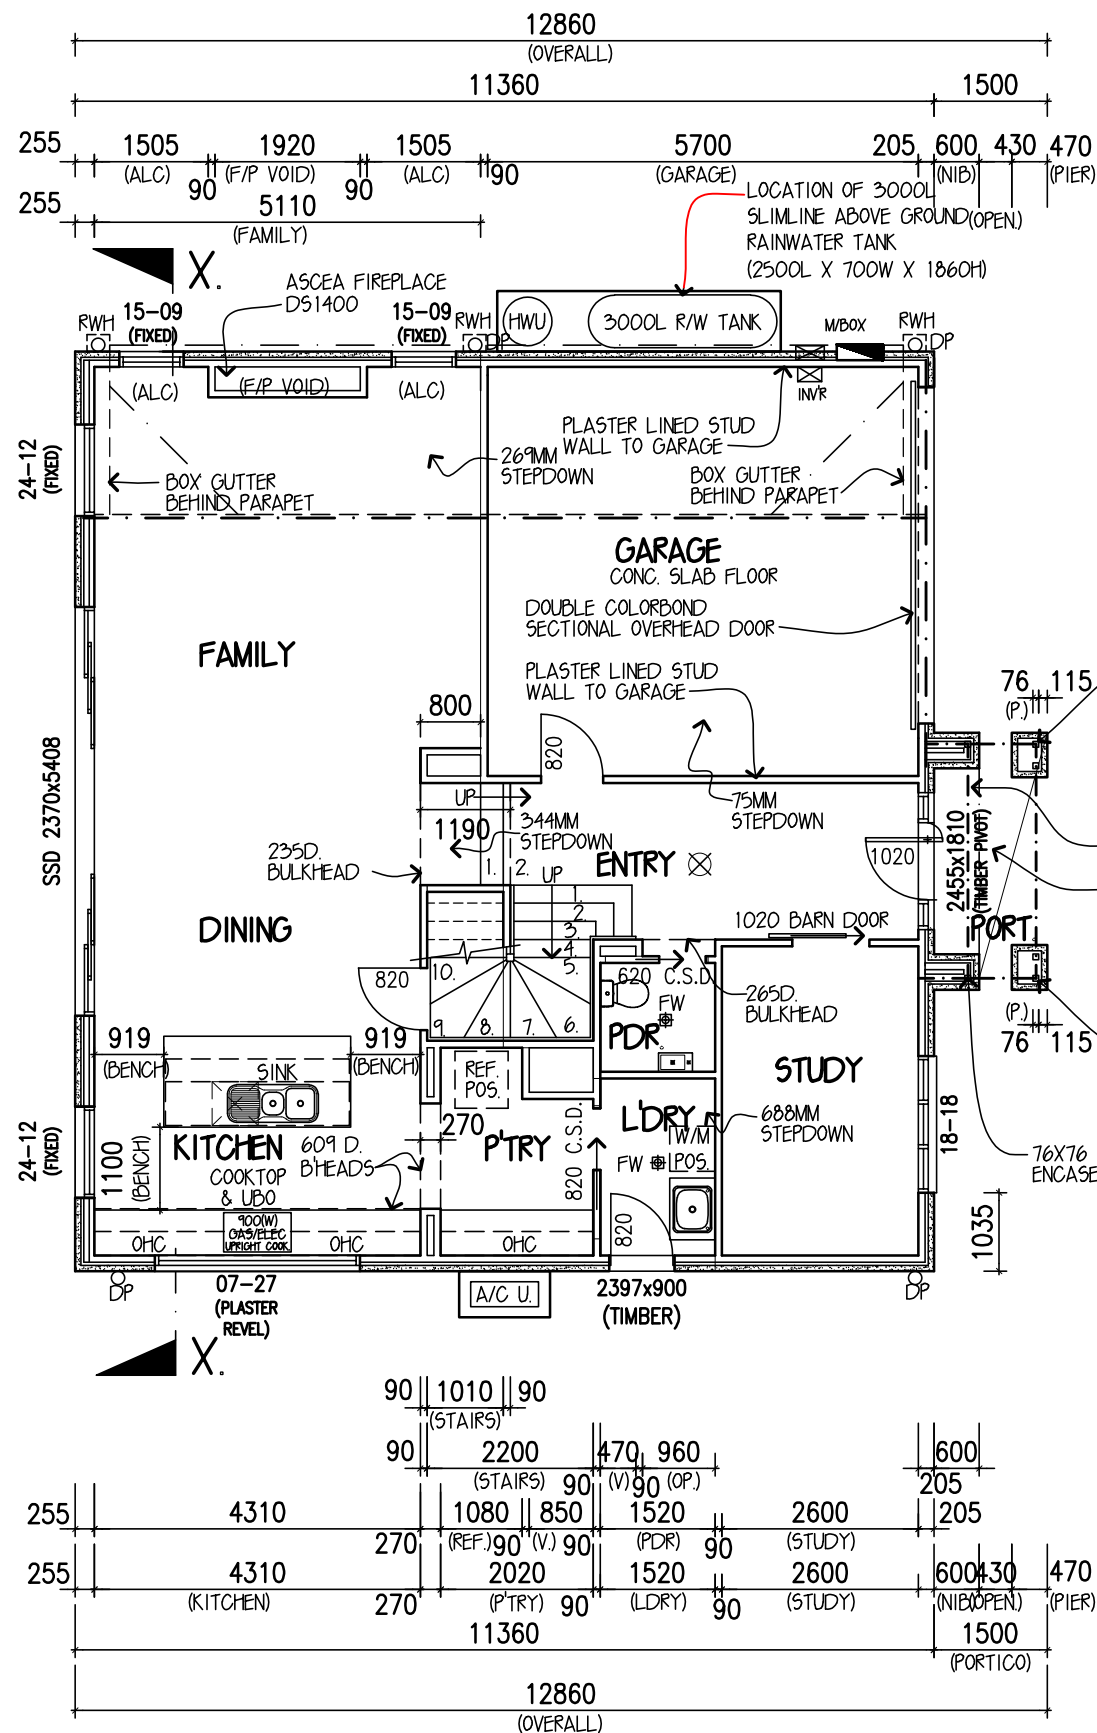 12860
(OVERALL)
11360
1500
255
1505
(ALC)
90
1920
(F/P VOID)
90
1505
(ALC)
90
5700
(GARAGE)
205
600
(NIB)
430
(OPEN.)
470
(PIER)
255
5110
(FAMILY)
LOCATION OF 3000L
SLIMLINE ABOVE GROUND
RAINWATER TANK
(2500L X 700W X 1860H)
X.
ASCEA FIREPLACE
DS1400
RWH
15-09
(FIXED)
15-09
(FIXED)
RWH
DP
HWU
3000L R/W TANK
M/BOX
RWH
DP
INV'R
(ALC)
(F/P VOID)
(ALC)
24-12
(FIXED)
BOX GUTTER
BEHIND PARAPET
269MM
STEPDOWN
PLASTER LINED STUD
WALL TO GARAGE
BOX GUTTER
BEHIND PARAPET
GARAGE
CONC. SLAB FLOOR
DOUBLE COLORBOND
SECTIONAL OVERHEAD DOOR
FAMILY
PLASTER LINED STUD
WALL TO GARAGE
800
820
76
(P.)
115
SSD 2370x5408
UP
1190
344MM
STEPDOWN
75MM
STEPDOWN
235D.
BULKHEAD
1.
2.
UP
ENTRY
1020
2455x1810
(TIMBER PIVOT)
PORT
DINING
1.
2.
3.
4.
5.
6.
7.
8.
9.
10.
820
1020 BARN DOOR
620 C.S.D.
FW
265D.
BULKHEAD
PDR.
STUDY
(P.)
76
115
919
(BENCH)
919
(BENCH)
SINK
REF.
POS.
24-12
(FIXED)
KITCHEN
1100
(BENCH)
COOKTOP
& UBO
609 D.
B'HEADS
270
P'TRY
820 C.S.D.
L'DRY
W/M
POS.
FW
688MM
STEPDOWN
18-18
76X76
ENCASE
1035
900(W)
GAS/ELEC
UPRIGHT COOK.
OHC
OHC
OHC
820
DP
07-27
(PLASTER
REVEL)
A/C U.
2397x900
(TIMBER)
DP
X.
90
1010
(STAIRS)
90
90
2200
(STAIRS)
90
470
(V.)
90
960
(OP.)
600
205
255
4310
270
1080
(REF.)
90
850
(V.)
90
1520
(PDR)
90
2600
(STUDY)
205
255
4310
(KITCHEN)
270
2020
(P'TRY)
90
1520
(LDRY)
90
2600
(STUDY)
600
(NIB)
430
(OPEN.)
470
(PIER)
11360
1500
(PORTICO)
12860
(OVERALL)